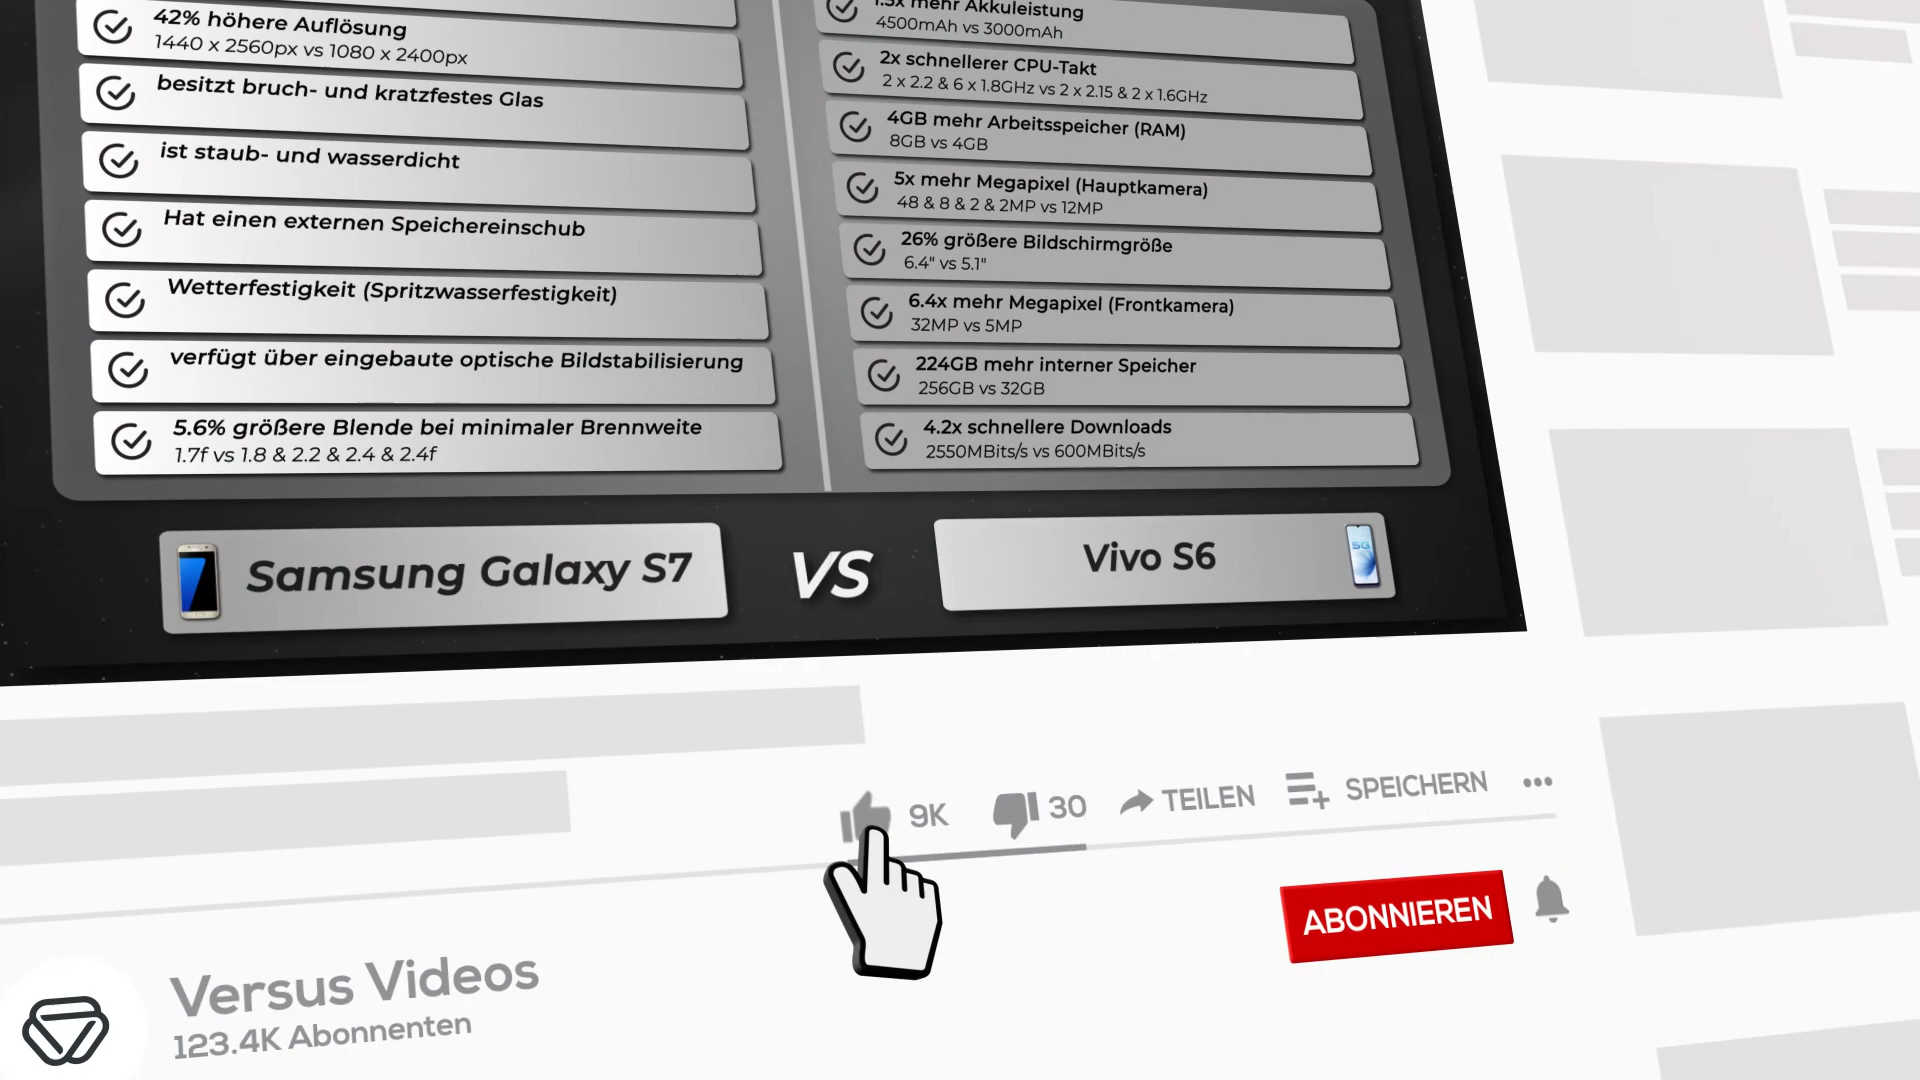 42% höhere Auflösung
1440 x 2560px vs 1080 x 2400px
besitzt bruch- und kratzfestes Glas
ist staub- und wasserdicht
Hat einen externen Speichereinschub
Wetterfestigkeit (Spritzwasserfestigkeit)
verfügt über eingebaute optische Bildstabilisierung
5.6% größere Blende bei minimaler Brennweite
1.7f vs 1.8 & 2.2 & 2.4 & 2.4f
1.5x mehr Akkuleistung
4500mAh vs 3000mAh
2x schnellerer CPU-Takt
2 x 2.2 & 6 x 1.8GHz vs 2 x 2.15 & 2 x 1.6GHz
4GB mehr Arbeitsspeicher (RAM)
8GB vs 4GB
5x mehr Megapixel (Hauptkamera)
48 & 8 & 2 & 2MP vs 12MP
26% größere Bildschirmgröße
6.4" vs 5.1"
6.4x mehr Megapixel (Frontkamera)
32MP vs 5MP
224GB mehr interner Speicher
256GB vs 32GB
4.2x schnellere Downloads
2550MBits/s vs 600MBits/s
Samsung Galaxy S7 VS Vivo S6
5G
9K 30 TEILEN SPEICHERN
ABONNIEREN
Versus Videos
123.4K Abonnenten